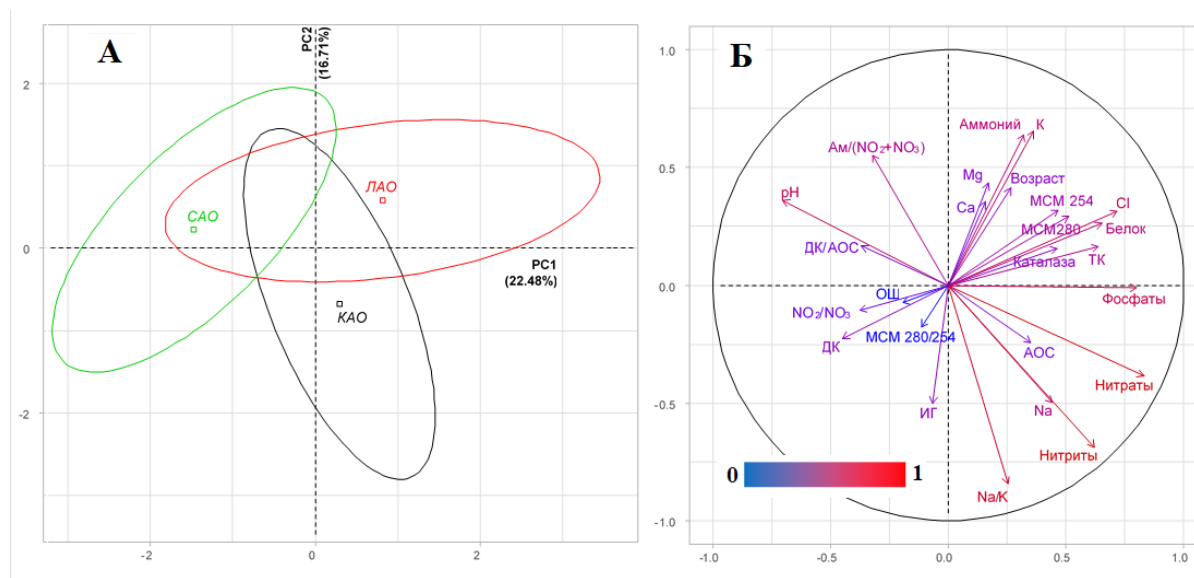 А
PC2
(16.71%)
2
ЛАО
САО
0
PC1
(22.48%)
КАО
-2
-2
0
2
Б
1.0
Аммоний
К
Ам/(NO₂+NO₃)
0.5
Mg
Возраст
pH
Ca
МСМ 254
Cl
МСМ280
Белок
ДК/АОС
Каталаза
ТК
0.0
ОШ
Фосфаты
NO₂/NO₃
МСМ 280/254
ДК
АОС
Нитраты
-0.5
ИГ
Na
Нитриты
0
1
Na/K
-1.0
-1.0
-0.5
0.0
0.5
1.0